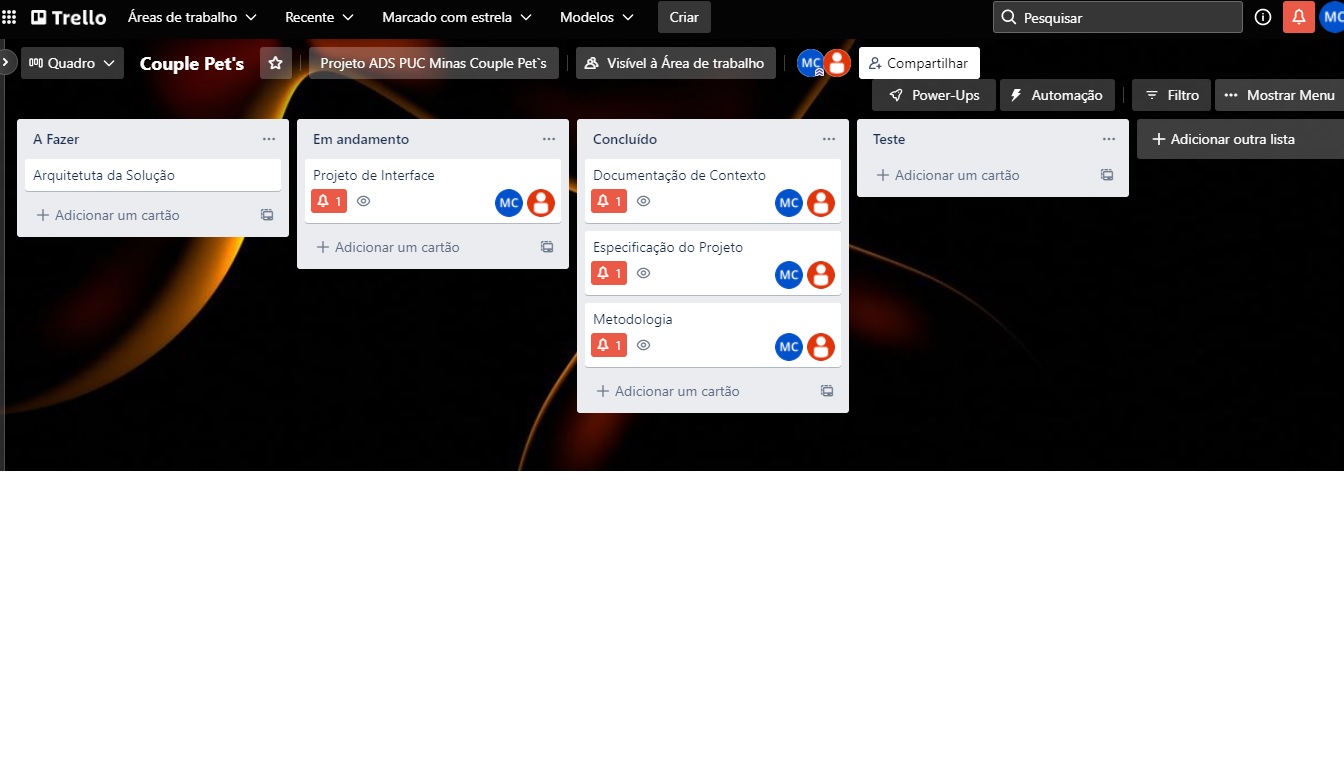 Trello Áreas de trabalho Recente Marcado com estrela Modelos Criar Pesquisar MC
Quadro Couple Pet's Projeto ADS PUC Minas Couple Pet`s Visível à Área de trabalho MC Compartilhar
Power-Ups Automação Filtro Mostrar Menu
A Fazer
Arquitetuta da Solução
Adicionar um cartão
Em andamento
Projeto de Interface
1 MC
Adicionar um cartão
Concluído
Documentação de Contexto
1 MC
Especificação do Projeto
1 MC
Metodologia
1 MC
Adicionar um cartão
Teste
Adicionar um cartão
Adicionar outra lista